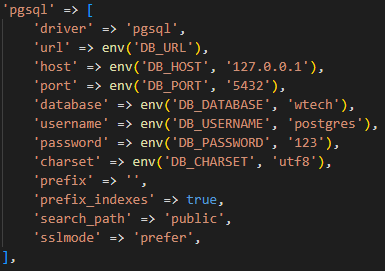 'pgsql' => [
    'driver' => 'pgsql',
    'url' => env('DB_URL'),
    'host' => env('DB_HOST', '127.0.0.1'),
    'port' => env('DB_PORT', '5432'),
    'database' => env('DB_DATABASE', 'wtech'),
    'username' => env('DB_USERNAME', 'postgres'),
    'password' => env('DB_PASSWORD', '123'),
    'charset' => env('DB_CHARSET', 'utf8'),
    'prefix' => '',
    'prefix_indexes' => true,
    'search_path' => 'public',
    'sslmode' => 'prefer',
],